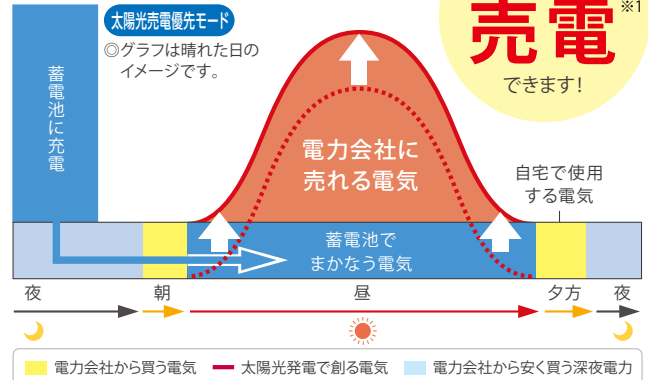 太陽光売電優先モード
◎グラフは晴れた日の
イメージです。
売電
※1
できます!
蓄電池に充電
電力会社に
売れる電気
自宅で使用
する電気
蓄電池で
まかなう電気
夜 朝 昼 夕方 夜
電力会社から買う電気 太陽光発電で創る電気 電力会社から安く買う深夜電力